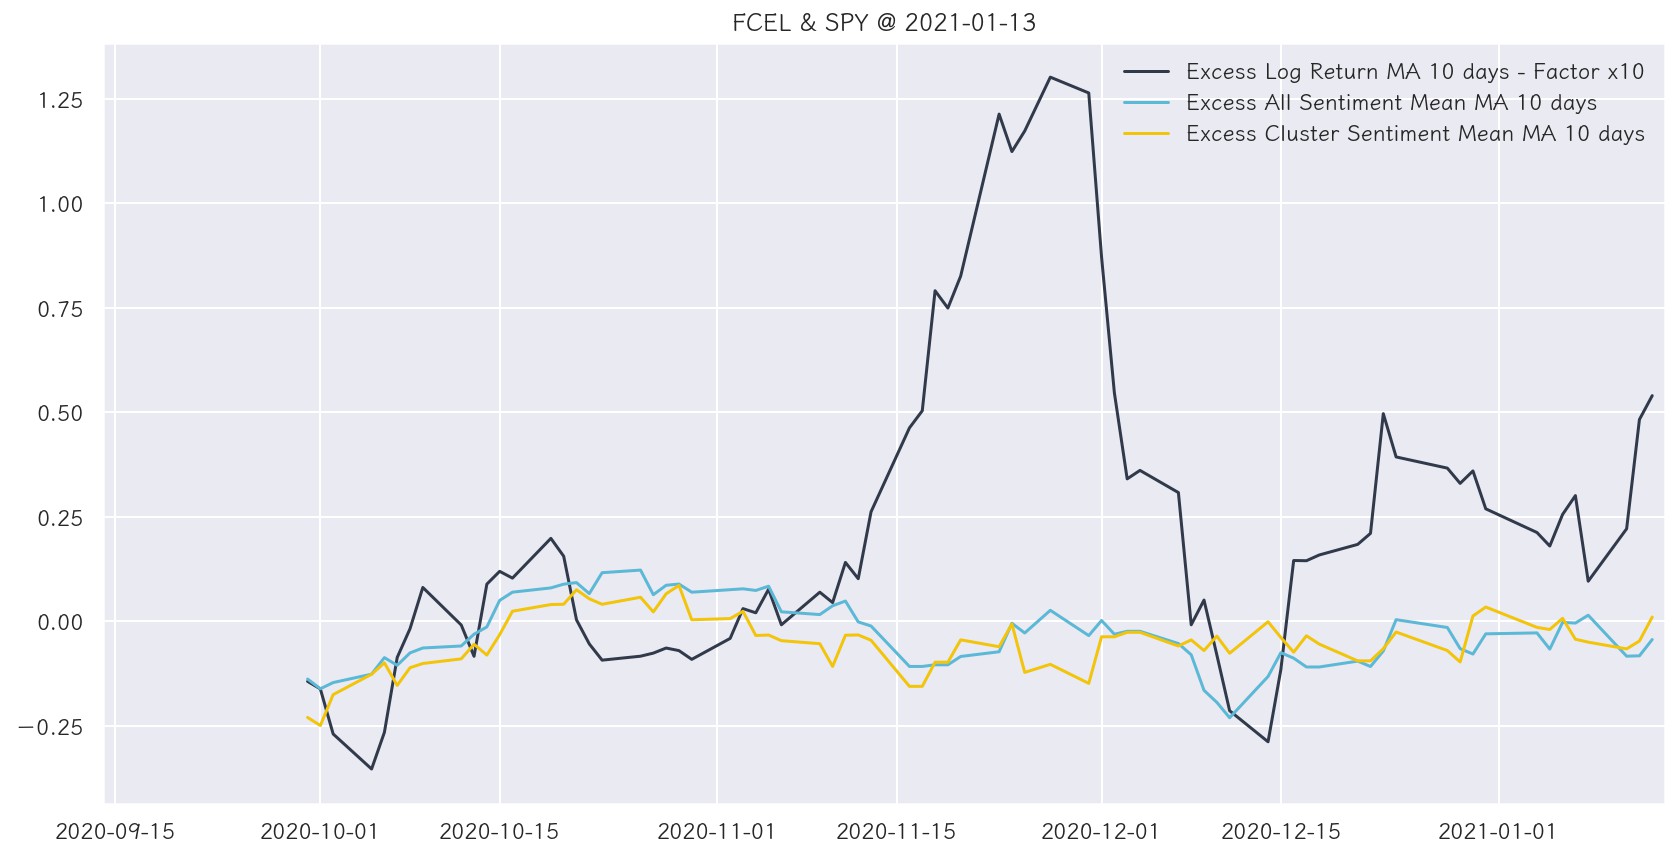 FCEL & SPY @ 2021-01-13
Excess Log Return MA 10 days - Factor x10
Excess All Sentiment Mean MA 10 days
Excess Cluster Sentiment Mean MA 10 days
1.25
1.00
0.75
0.50
0.25
0.00
−0.25
2020-09-15 2020-10-01 2020-10-15 2020-11-01 2020-11-15 2020-12-01 2020-12-15 2021-01-01